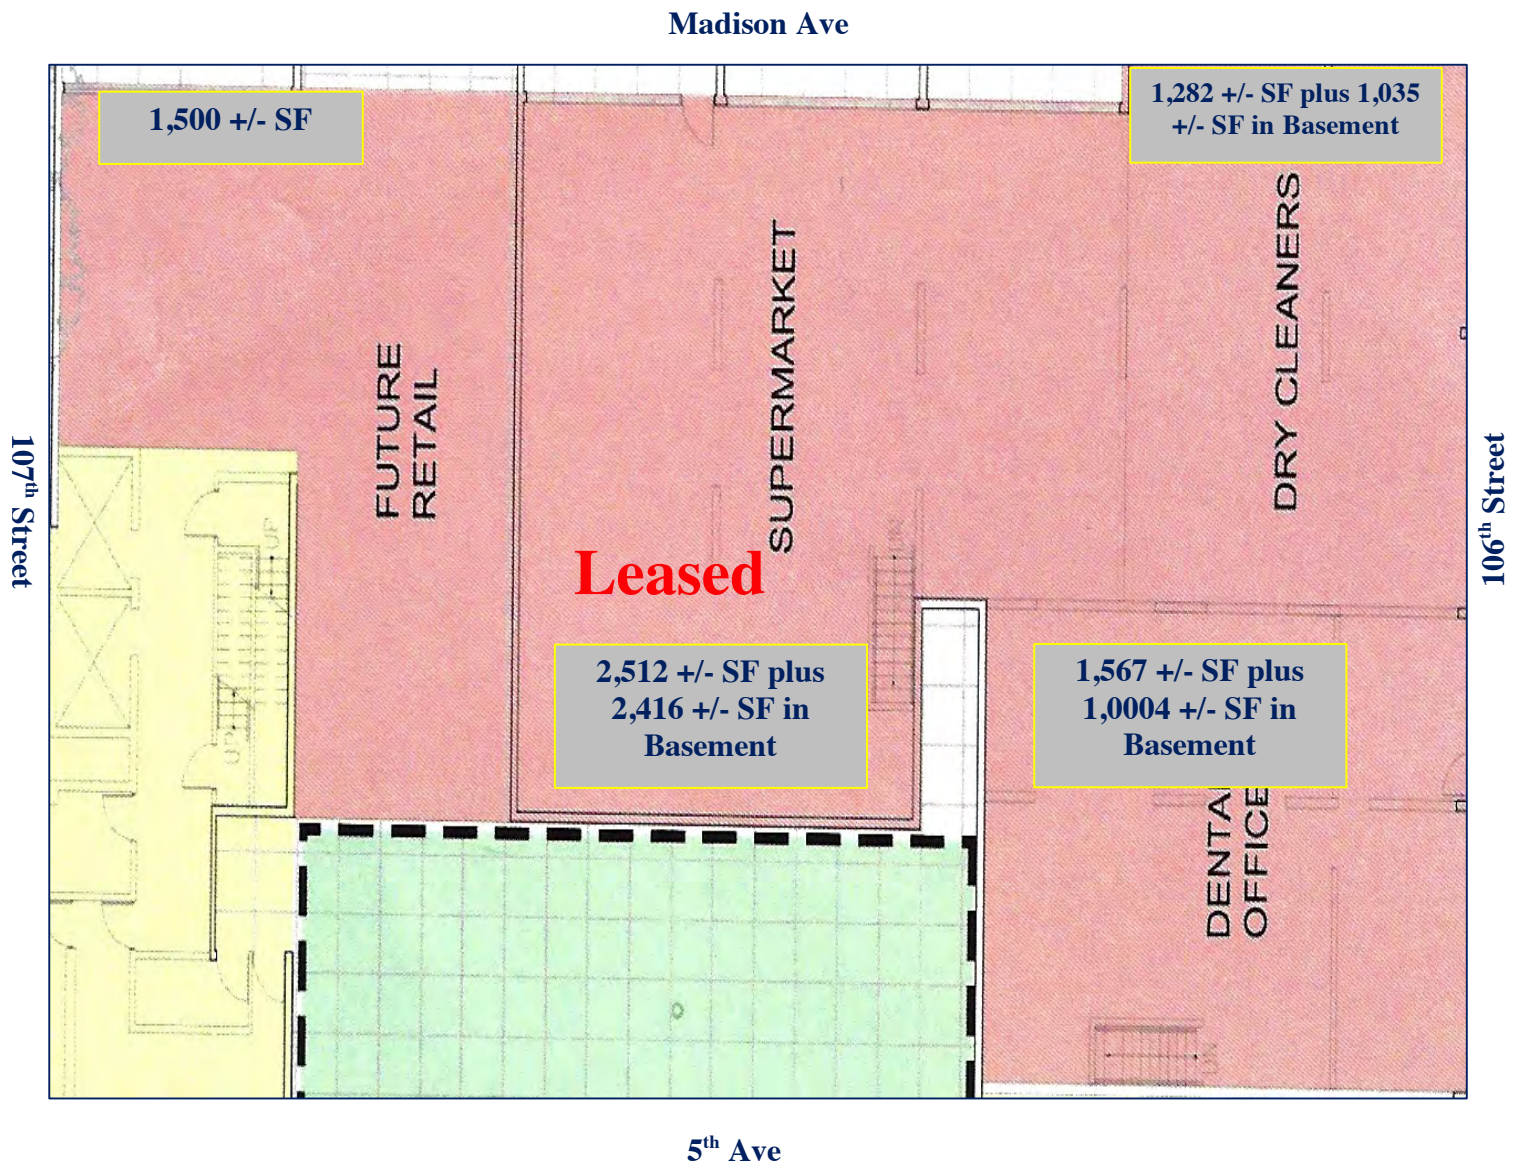 Madison Ave
1,500 +/- SF
1,282 +/- SF plus 1,035
+/- SF in Basement
FUTURE
RETAIL
SUPERMARKET
DRY CLEANERS
107th Street
106th Street
UP
Leased
2,512 +/- SF plus
2,416 +/- SF in
Basement
1,567 +/- SF plus
1,0004 +/- SF in
Basement
UP
DENTA
OFFICE
5th Ave